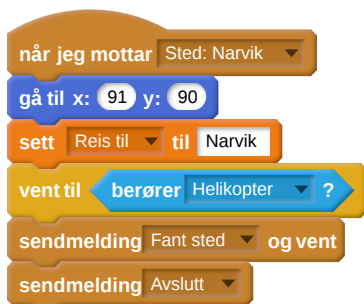 når jeg mottar Sted: Narvik
gå til x: 91 y: 90
sett Reis til til Narvik
vent til berører Helikopter ?
sendmelding Fant sted og vent
sendmelding Avslutt